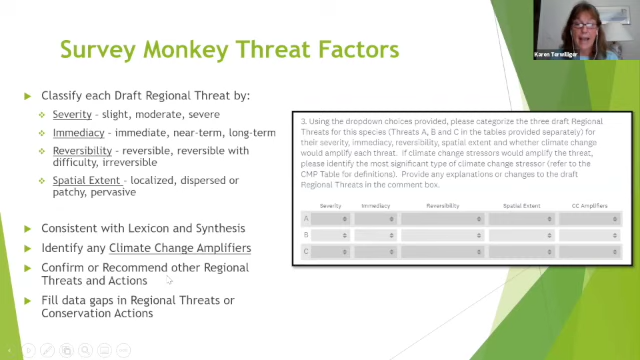 Survey Monkey Threat Factors
Karen Terwilliger
Classify each Draft Regional Threat by:
Severity – slight, moderate, severe
Immediacy – immediate, near-term, long-term
Reversibility – reversible, reversible with
difficulty, irreversible
Spatial Extent – localized, dispersed or
patchy, pervasive
Consistent with Lexicon and Synthesis
Identify any Climate Change Amplifiers
Confirm or Recommend other Regional
Threats and Actions
Fill data gaps in Regional Threats or
Conservation Actions
3. Using the dropdown choices provided, please categorize the three draft Regional
Threats for this species (Threats A, B and C in the tables provided separately) for
their severity, immediacy, reversibility, spatial extent and whether climate change
would amplify each threat. If climate change stressors would amplify the threat,
please identify the most significant type of climate change stressor (refer to the
CMP Table for definitions). Provide any explanations or changes to the draft
Regional Threats in the comment box.
Severity Immediacy Reversibility Spatial Extent CC Amplifiers
A
B
C